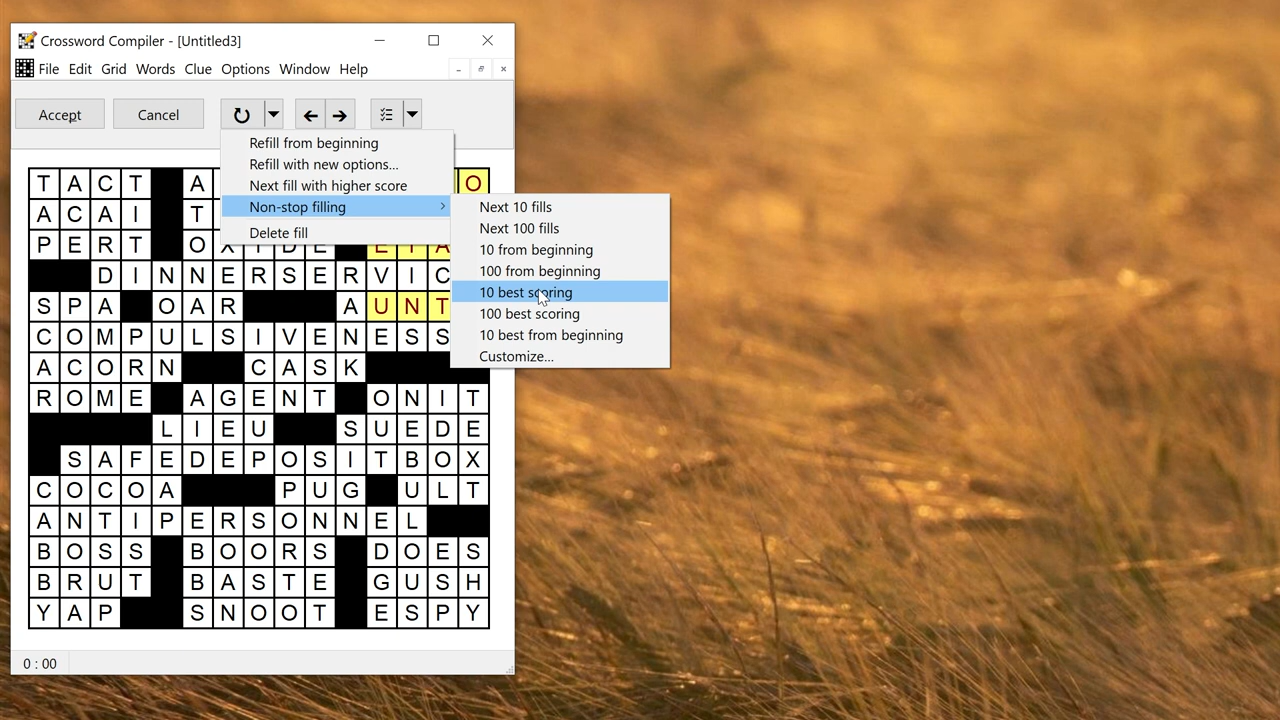 Crossword Compiler - [Untitled3]
File Edit Grid Words Clue Options Window Help
Accept Cancel
Refill from beginning
Refill with new options...
Next fill with higher score
Non-stop filling
Delete fill
Next 10 fills
Next 100 fills
10 from beginning
100 from beginning
10 best scoring
100 best scoring
10 best from beginning
Customize...
T A C T A O
A C A I T
P E R T O X I D E E T A
D I N N E R S E R V I C
S P A O A R A U N T
C O M P U L S I V E N E S S
A C O R N C A S K
R O M E A G E N T O N I T
L I E U S U E D E
S A F E D E P O S I T B O X
C O C O A P U G U L T
A N T I P E R S O N N E L
B O S S B O O R S D O E S
B R U T B A S T E G U S H
Y A P S N O O T E S P Y
0 : 00